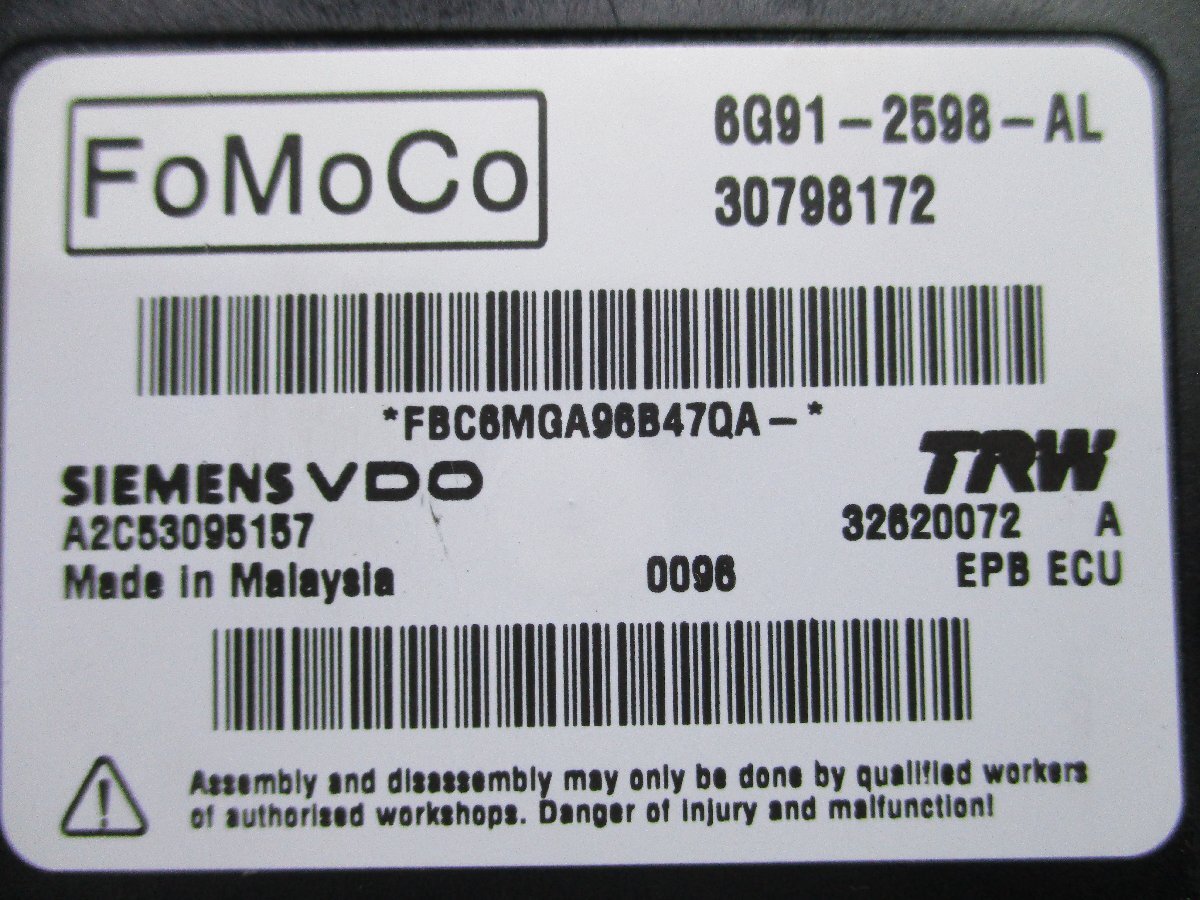 FoMoCo
6G91-2598-AL
30798172
*FBC6MGA96B47QA-*
SIEMENS VDO
TRW
A2C53095157
32620072 A
Made in Malaysia
0096
EPB ECU
Assembly and disassembly may only be done by qualified workers
of authorised workshops. Danger of injury and malfunction!